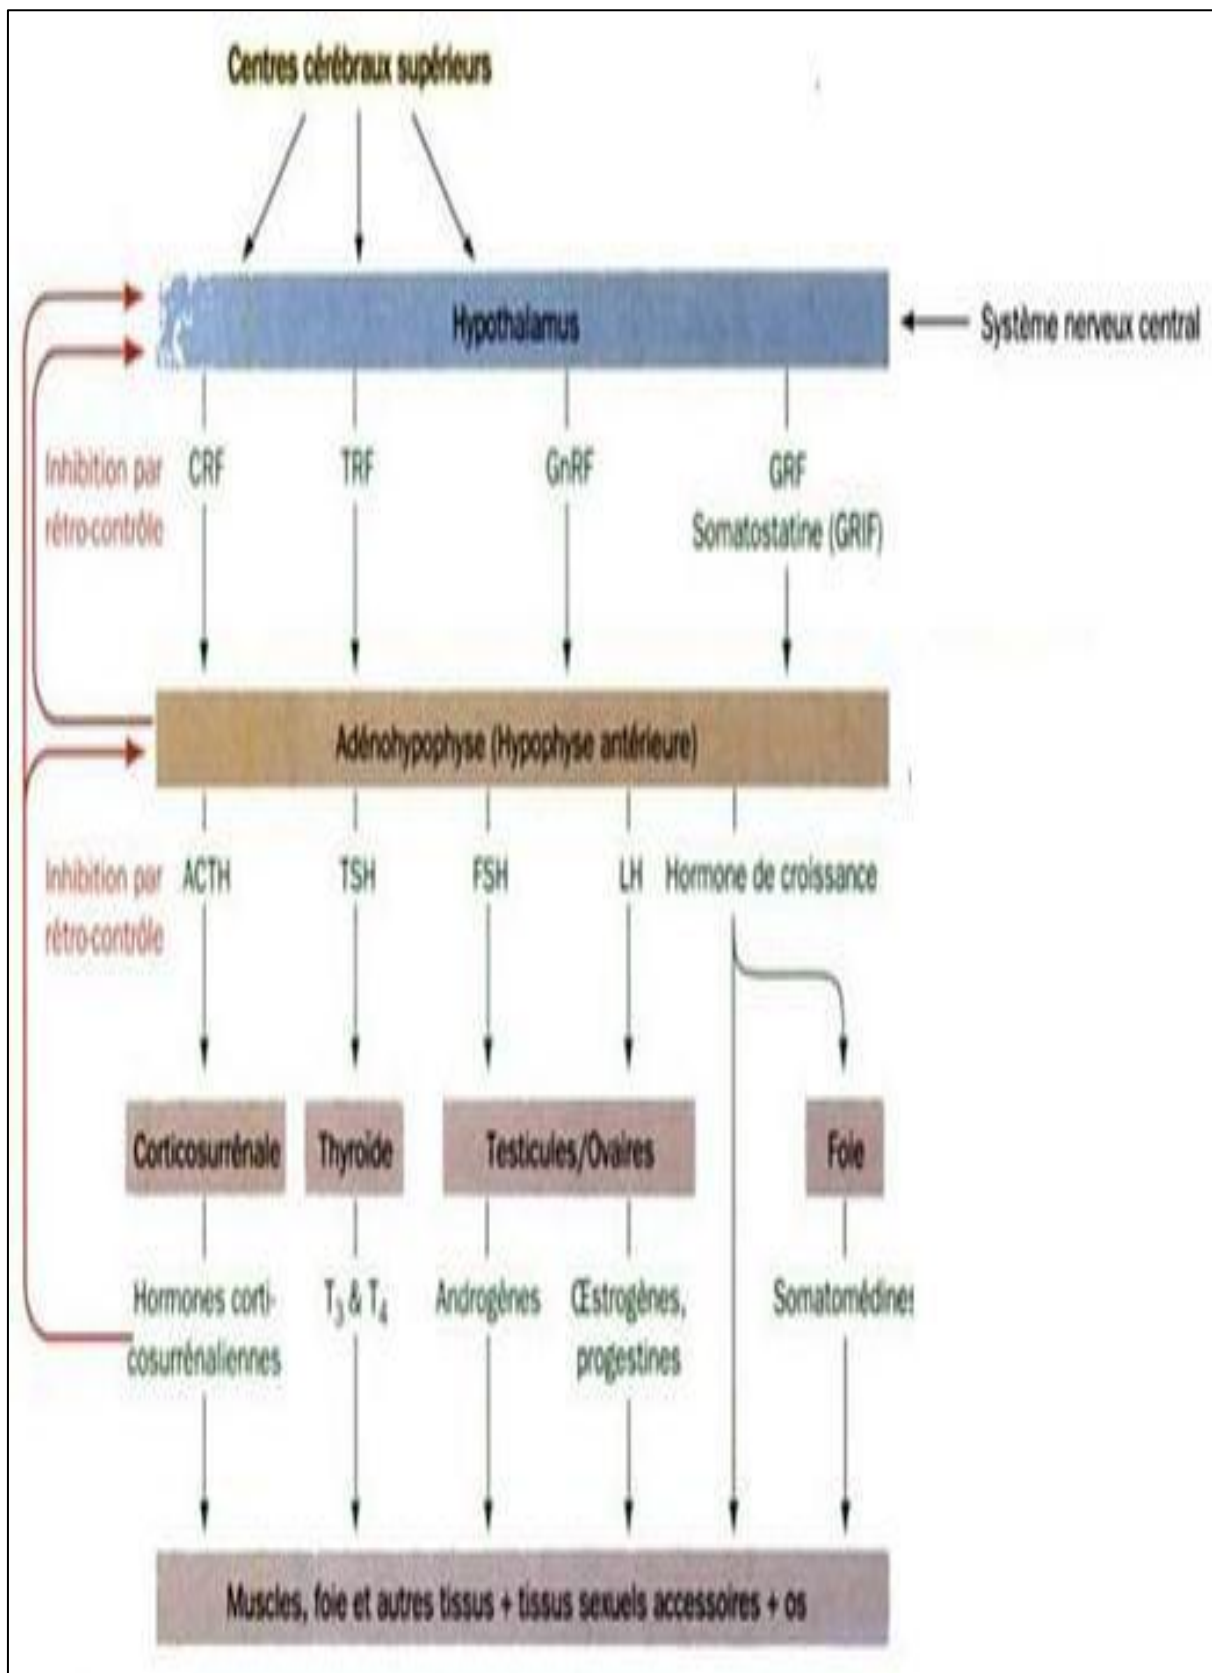 Centres cérébraux supérieurs
Hypothalamus
Système nerveux central
Inhibition par
rétro-contrôle
CRF
TRF
GnRF
GRF
Somatostatine (GRIF)
Adénohypophyse (Hypophyse antérieure)
Inhibition par
rétro-contrôle
ACTH
TSH
FSH
LH
Hormone de croissance
Corticosurrénale
Thyroïde
Testicules/Ovaires
Foie
Hormones corti-
cosurrénaliennes
T₃ & T₄
Androgènes
Œstrogènes,
progestines
Somatomédines
Muscles, foie et autres tissus + tissus sexuels accessoires + os